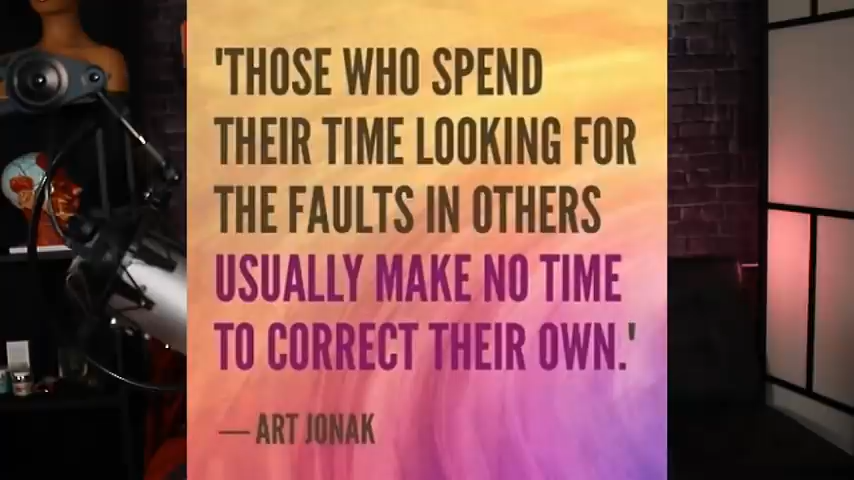 'THOSE WHO SPEND
THEIR TIME LOOKING FOR
THE FAULTS IN OTHERS
USUALLY MAKE NO TIME
TO CORRECT THEIR OWN.'
— ART JONAK